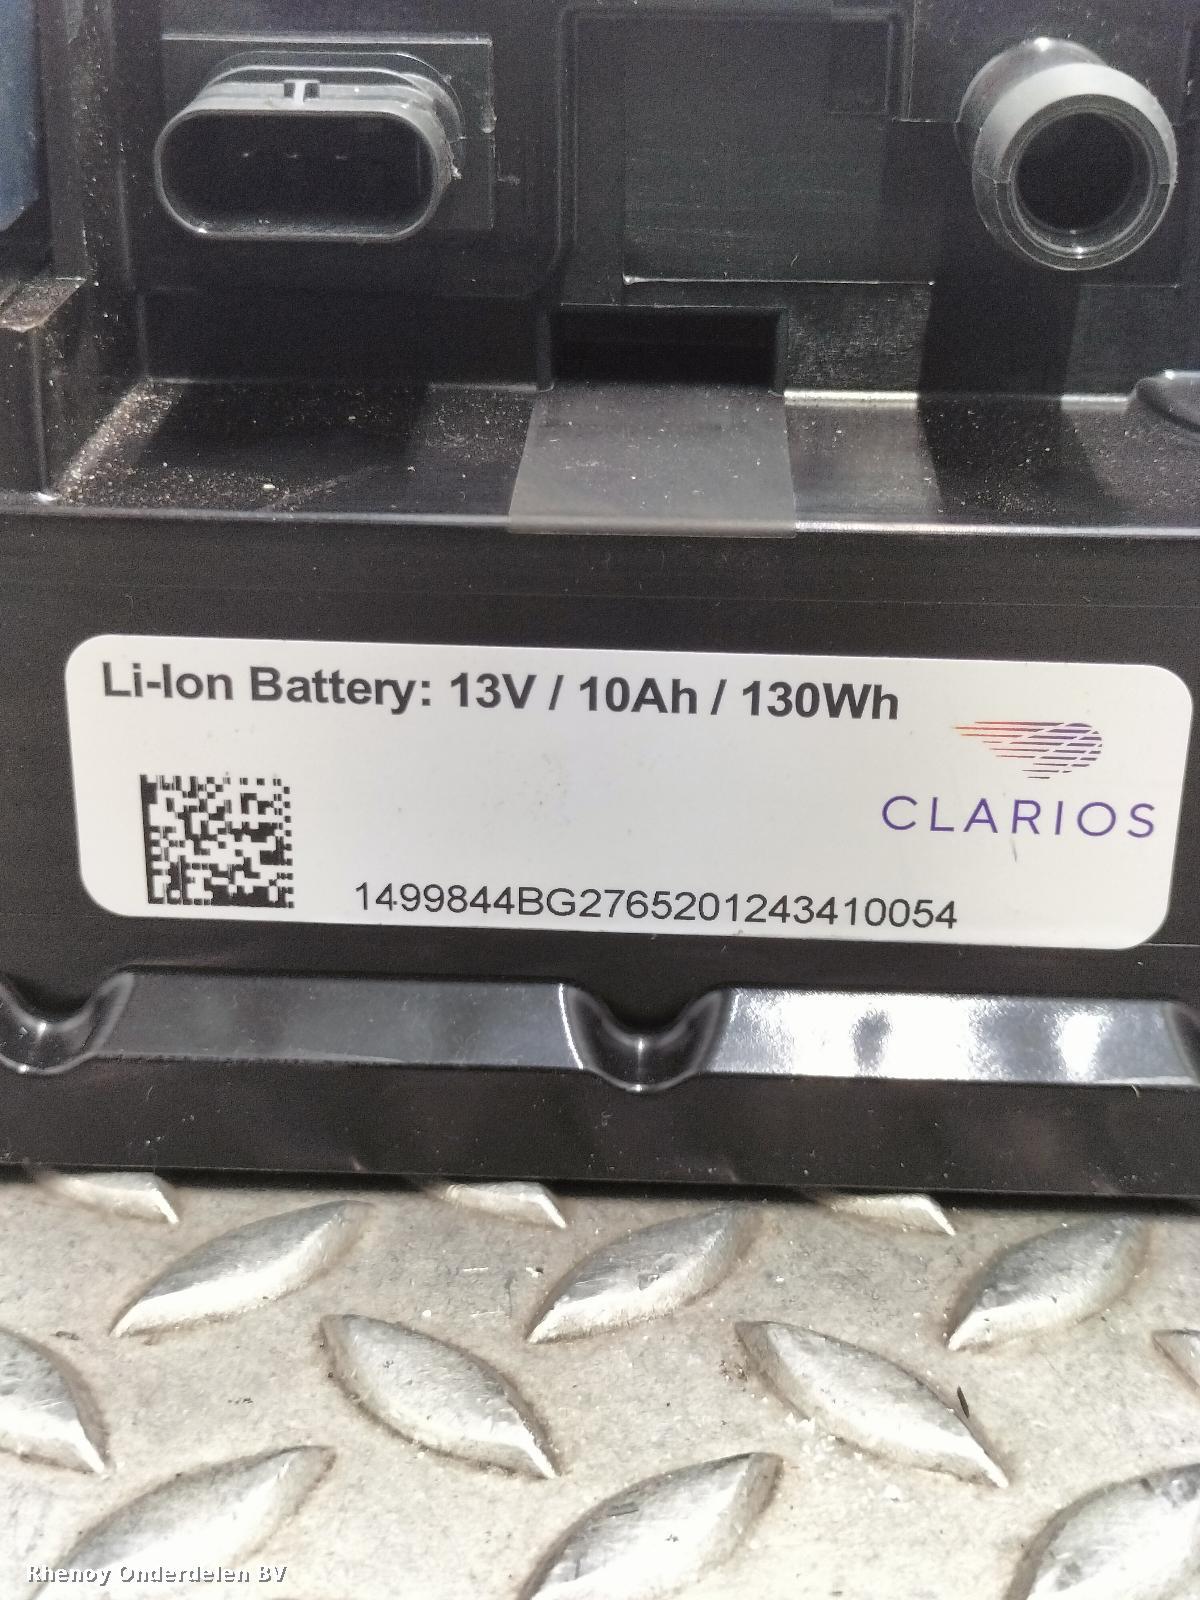 Li-Ion Battery: 13V / 10Ah / 130Wh
CLARIOS
1499844BG2765201243410054
Rhenoy Onderdelen BV